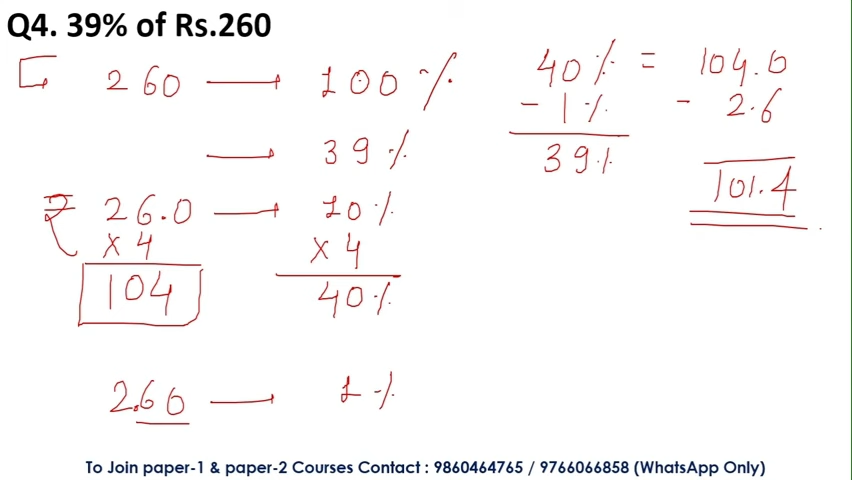 Q4. 39% of Rs.260
260 → 100%
→ 39%
₹ 26.0 → 10%
x 4 x 4
104 40%
2.60 → 1%
40% = 104.0
- 1% - 2.6
39% 101.4
To Join paper-1 & paper-2 Courses Contact : 9860464765 / 9766066858 (WhatsApp Only)